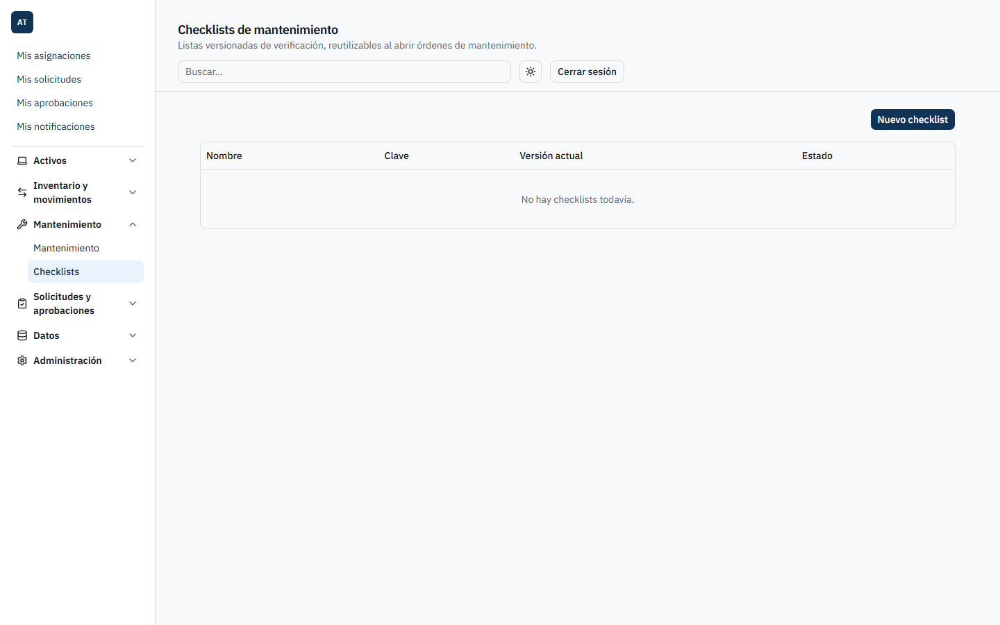 AT
Mis asignaciones
Mis solicitudes
Mis aprobaciones
Mis notificaciones
Activos
Inventario y
movimientos
Mantenimiento
Mantenimiento
Checklists
Solicitudes y
aprobaciones
Datos
Administración
Checklists de mantenimiento
Listas versionadas de verificación, reutilizables al abrir órdenes de mantenimiento.
Buscar...
Cerrar sesión
Nuevo checklist
Nombre Clave Versión actual Estado
No hay checklists todavía.